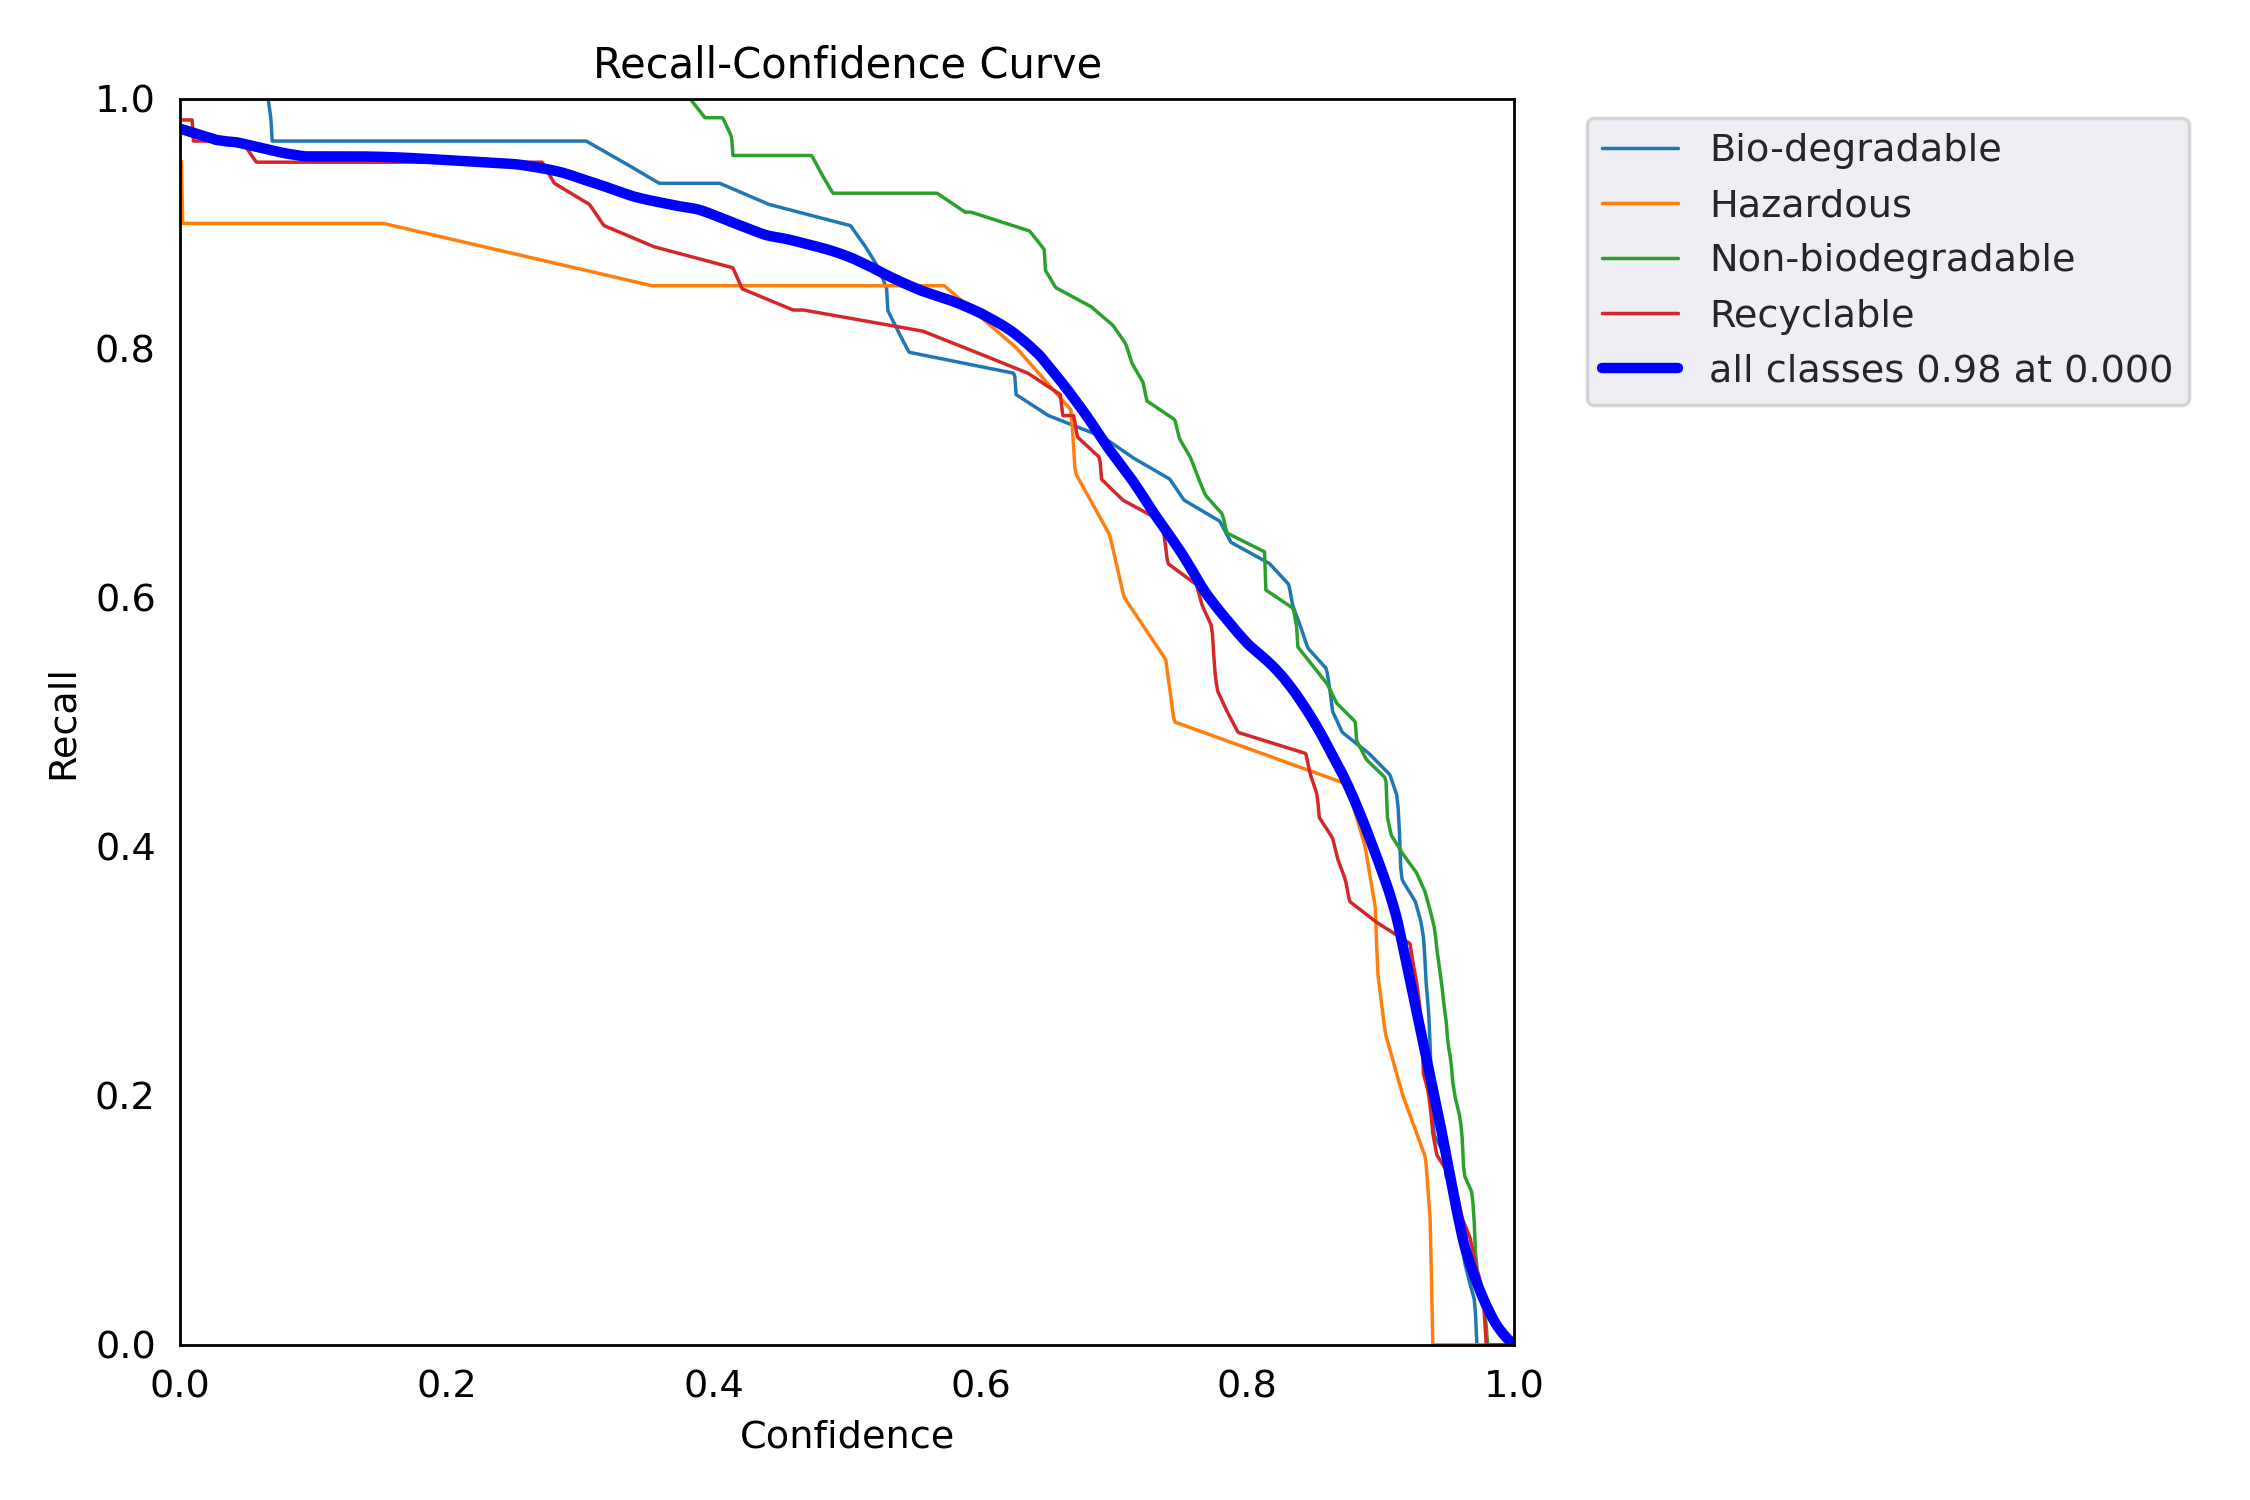 Recall-Confidence Curve
1.0
0.8
0.6
0.4
0.2
0.0
Recall
0.0 0.2 0.4 0.6 0.8 1.0
Confidence
Bio-degradable
Hazardous
Non-biodegradable
Recyclable
all classes 0.98 at 0.000